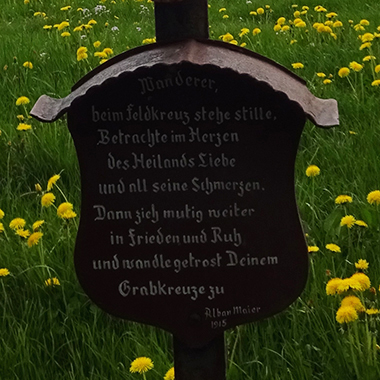 Wanderer,
beim Feldkreuz stehe stille.
Betrachte im Herzen
des Heilands Liebe
und all seine Schmerzen.
Dann zieh mutig weiter
in Frieden und Ruh
und wandle getrost Deinem
Grabkreuze zu
Alban Maier
1985